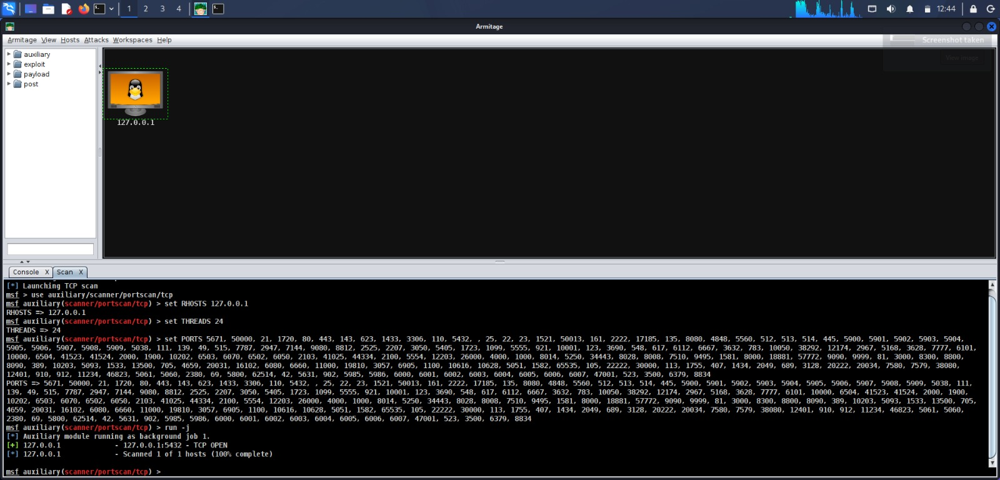 1 2 3 4 12:44
Armitage
Armitage View Hosts Attacks Workspaces Help
Screenshot taken
View image
auxiliary
exploit
payload
post
127.0.0.1
Console X Scan X
[*] Launching TCP scan
msf > use auxiliary/scanner/portscan/tcp
msf auxiliary(scanner/portscan/tcp) > set RHOSTS 127.0.0.1
RHOSTS => 127.0.0.1
msf auxiliary(scanner/portscan/tcp) > set THREADS 24
THREADS => 24
msf auxiliary(scanner/portscan/tcp) > set PORTS 5671, 50000, 21, 1720, 80, 443, 143, 623, 1433, 3306, 110, 5432, , 25, 22, 23, 1521, 50013, 161, 2222, 17185, 135, 8080, 4848, 5560, 512, 513, 514, 445, 5900, 5901, 5902, 5903, 5904,
5905, 5906, 5907, 5908, 5909, 5038, 111, 139, 49, 515, 7787, 2947, 7144, 9080, 8812, 2525, 2207, 3050, 5405, 1723, 1099, 5555, 921, 10001, 123, 3690, 548, 617, 6112, 6667, 3632, 783, 10050, 38292, 12174, 2967, 5168, 3628, 7777, 6101,
10000, 6504, 41523, 41524, 2000, 1900, 10202, 6503, 6070, 6502, 6050, 2103, 41025, 44334, 2100, 5554, 12203, 26000, 4000, 1000, 8014, 5250, 34443, 8028, 8008, 7510, 9495, 1581, 8000, 18881, 57772, 9090, 9999, 81, 3000, 8300, 8800,
8090, 389, 10203, 5093, 1533, 13500, 705, 4659, 20031, 16102, 6080, 6660, 11000, 19810, 3057, 6905, 1100, 10616, 10628, 5051, 1582, 65535, 105, 22222, 30000, 113, 1755, 407, 1434, 2049, 689, 3128, 20222, 20034, 7580, 7579, 38080,
12401, 910, 912, 11234, 46823, 5061, 5060, 2380, 69, 5800, 62514, 42, 5631, 902, 5985, 5986, 6000, 6001, 6002, 6003, 6004, 6005, 6006, 6007, 47001, 523, 3500, 6379, 8834
PORTS => 5671, 50000, 21, 1720, 80, 443, 143, 623, 1433, 3306, 110, 5432, , 25, 22, 23, 1521, 50013, 161, 2222, 17185, 135, 8080, 4848, 5560, 512, 513, 514, 445, 5900, 5901, 5902, 5903, 5904, 5905, 5906, 5907, 5908, 5909, 5038, 111,
139, 49, 515, 7787, 2947, 7144, 9080, 8812, 2525, 2207, 3050, 5405, 1723, 1099, 5555, 921, 10001, 123, 3690, 548, 617, 6112, 6667, 3632, 783, 10050, 38292, 12174, 2967, 5168, 3628, 7777, 6101, 10000, 6504, 41523, 41524, 2000, 1900,
10202, 6503, 6070, 6502, 6050, 2103, 41025, 44334, 2100, 5554, 12203, 26000, 4000, 1000, 8014, 5250, 34443, 8028, 8008, 7510, 9495, 1581, 8000, 18881, 57772, 9090, 9999, 81, 3000, 8300, 8800, 8090, 389, 10203, 5093, 1533, 13500, 705,
4659, 20031, 16102, 6080, 6660, 11000, 19810, 3057, 6905, 1100, 10616, 10628, 5051, 1582, 65535, 105, 22222, 30000, 113, 1755, 407, 1434, 2049, 689, 3128, 20222, 20034, 7580, 7579, 38080, 12401, 910, 912, 11234, 46823, 5061, 5060,
2380, 69, 5800, 62514, 42, 5631, 902, 5985, 5986, 6000, 6001, 6002, 6003, 6004, 6005, 6006, 6007, 47001, 523, 3500, 6379, 8834
msf auxiliary(scanner/portscan/tcp) > run -j
[*] Auxiliary module running as background job 1.
[+] 127.0.0.1 - 127.0.0.1:5432 - TCP OPEN
[*] 127.0.0.1 - Scanned 1 of 1 hosts (100% complete)
msf auxiliary(scanner/portscan/tcp) >